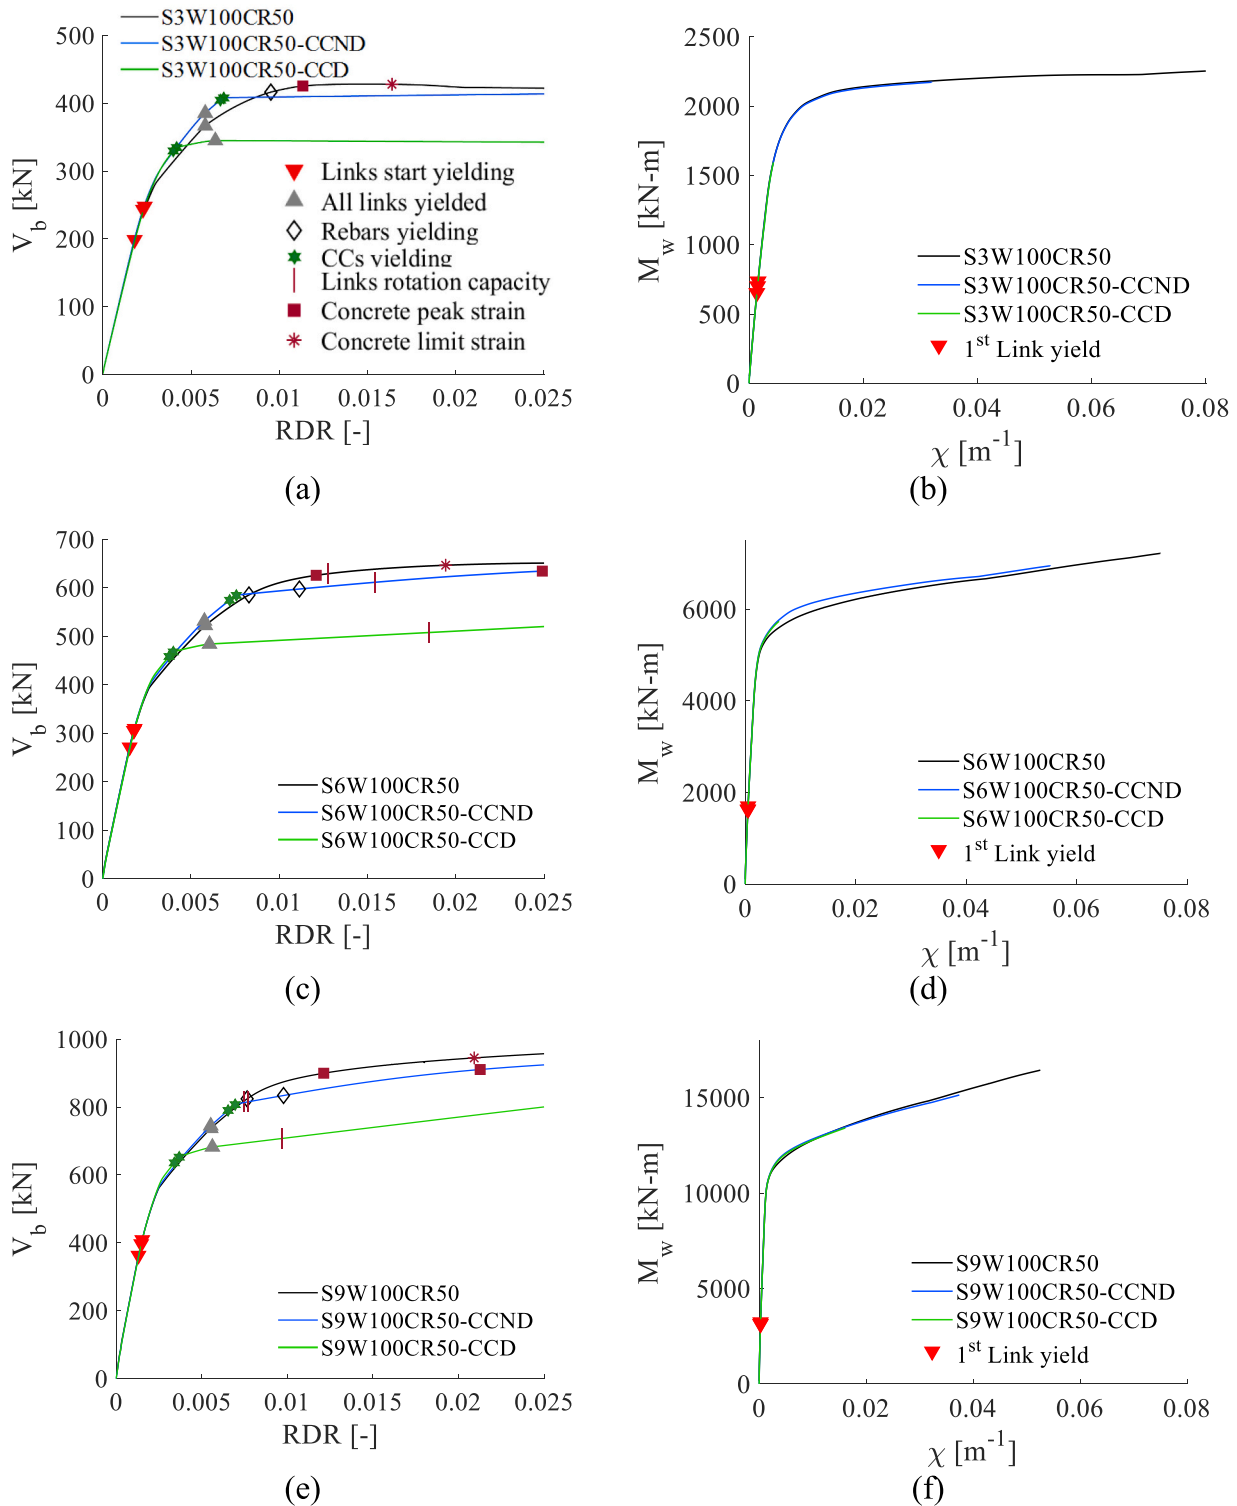 S3W100CR50
S3W100CR50-CCND
S3W100CR50-CCD
500
400
300
200
100
0
V_b [kN]
Links start yielding
All links yielded
Rebars yielding
CCs yielding
Links rotation capacity
Concrete peak strain
Concrete limit strain
0 0.005 0.01 0.015 0.02 0.025
RDR [-]
(a)
2500
2000
1500
1000
500
0
M_w [kN-m]
S3W100CR50
S3W100CR50-CCND
S3W100CR50-CCD
1st Link yield
0 0.02 0.04 0.06 0.08
χ [m⁻¹]
(b)
700
600
500
400
300
200
100
0
V_b [kN]
S6W100CR50
S6W100CR50-CCND
S6W100CR50-CCD
0 0.005 0.01 0.015 0.02 0.025
RDR [-]
(c)
6000
4000
2000
0
M_w [kN-m]
S6W100CR50
S6W100CR50-CCND
S6W100CR50-CCD
1st Link yield
0 0.02 0.04 0.06 0.08
χ [m⁻¹]
(d)
1000
800
600
400
200
0
V_b [kN]
S9W100CR50
S9W100CR50-CCND
S9W100CR50-CCD
0 0.005 0.01 0.015 0.02 0.025
RDR [-]
(e)
15000
10000
5000
0
M_w [kN-m]
S9W100CR50
S9W100CR50-CCND
S9W100CR50-CCD
1st Link yield
0 0.02 0.04 0.06 0.08
χ [m⁻¹]
(f)